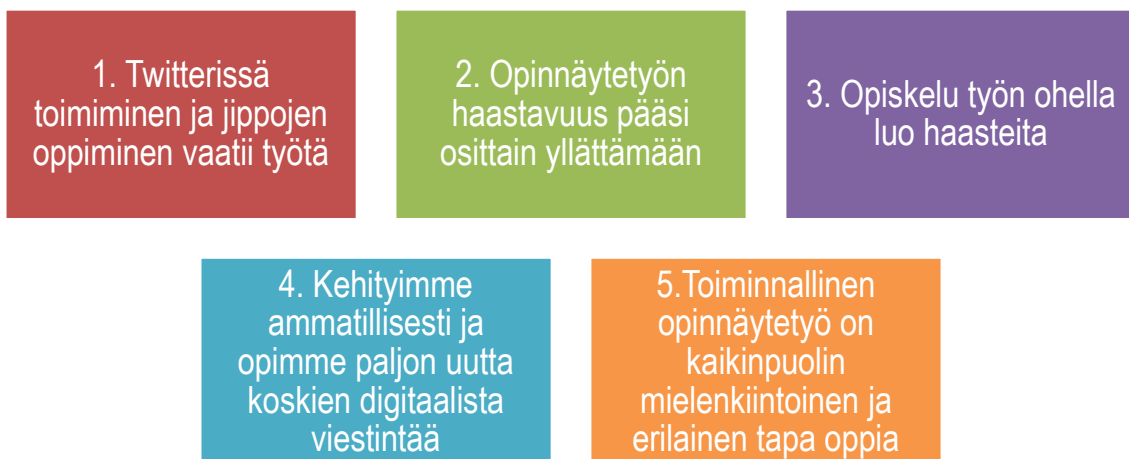 1. Twitterissä
toimiminen ja jippojen
oppiminen vaatii työtä
2. Opinnäytetyön
haastavuus pääsi
osittain yllättämään
3. Opiskelu työn ohella
luo haasteita
4. Kehityimme
ammatillisesti ja
opimme paljon uutta
koskien digitaalista
viestintää
5.Toiminnallinen
opinnäytetyö on
kaikinpuolin
mielenkiintoinen ja
erilainen tapa oppia